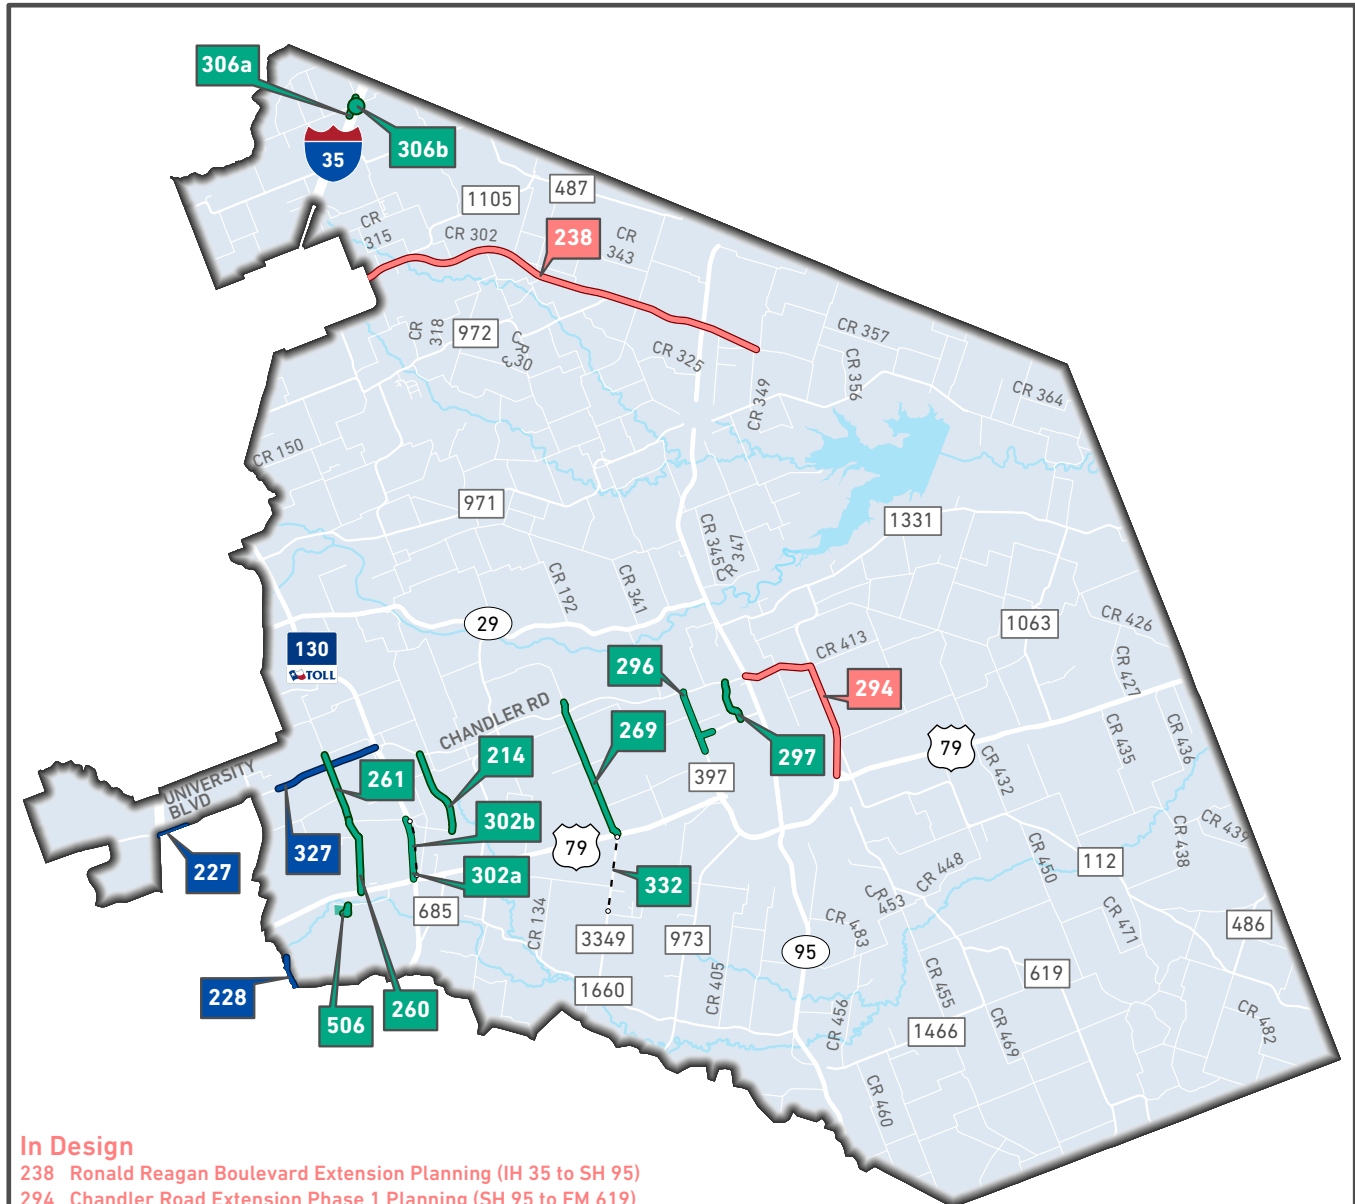 306a
306b
35
1105
487
CR
315
CR 302
238
CR
343
CR
318
972
CR
330
CR 325
CR 357
CR 356
CR 349
CR 364
CR 150
971
1331
CR 345
CR 347
CR 192
CR 341
29
1063
CR 426
130
TOLL
CR 413
296
CR 427
294
CHANDLER RD
269
297
79
CR 435
CR 436
CR 432
UNIVERSITY
BLVD
261
214
397
302b
327
79
227
302a
332
CR 439
CR 438
112
CR 450
CR 448
CR
453
685
CR 134
3349
973
CR 483
95
CR 471
486
228
506
260
1660
CR 405
CR 455
619
CR 456
1466
CR 469
CR 482
CR 460
In Design
238 Ronald Reagan Boulevard Extension Planning (IH 35 to SH 95)
294 Chandler Road Extension Phase 1 Planning (SH 95 to FM 619)